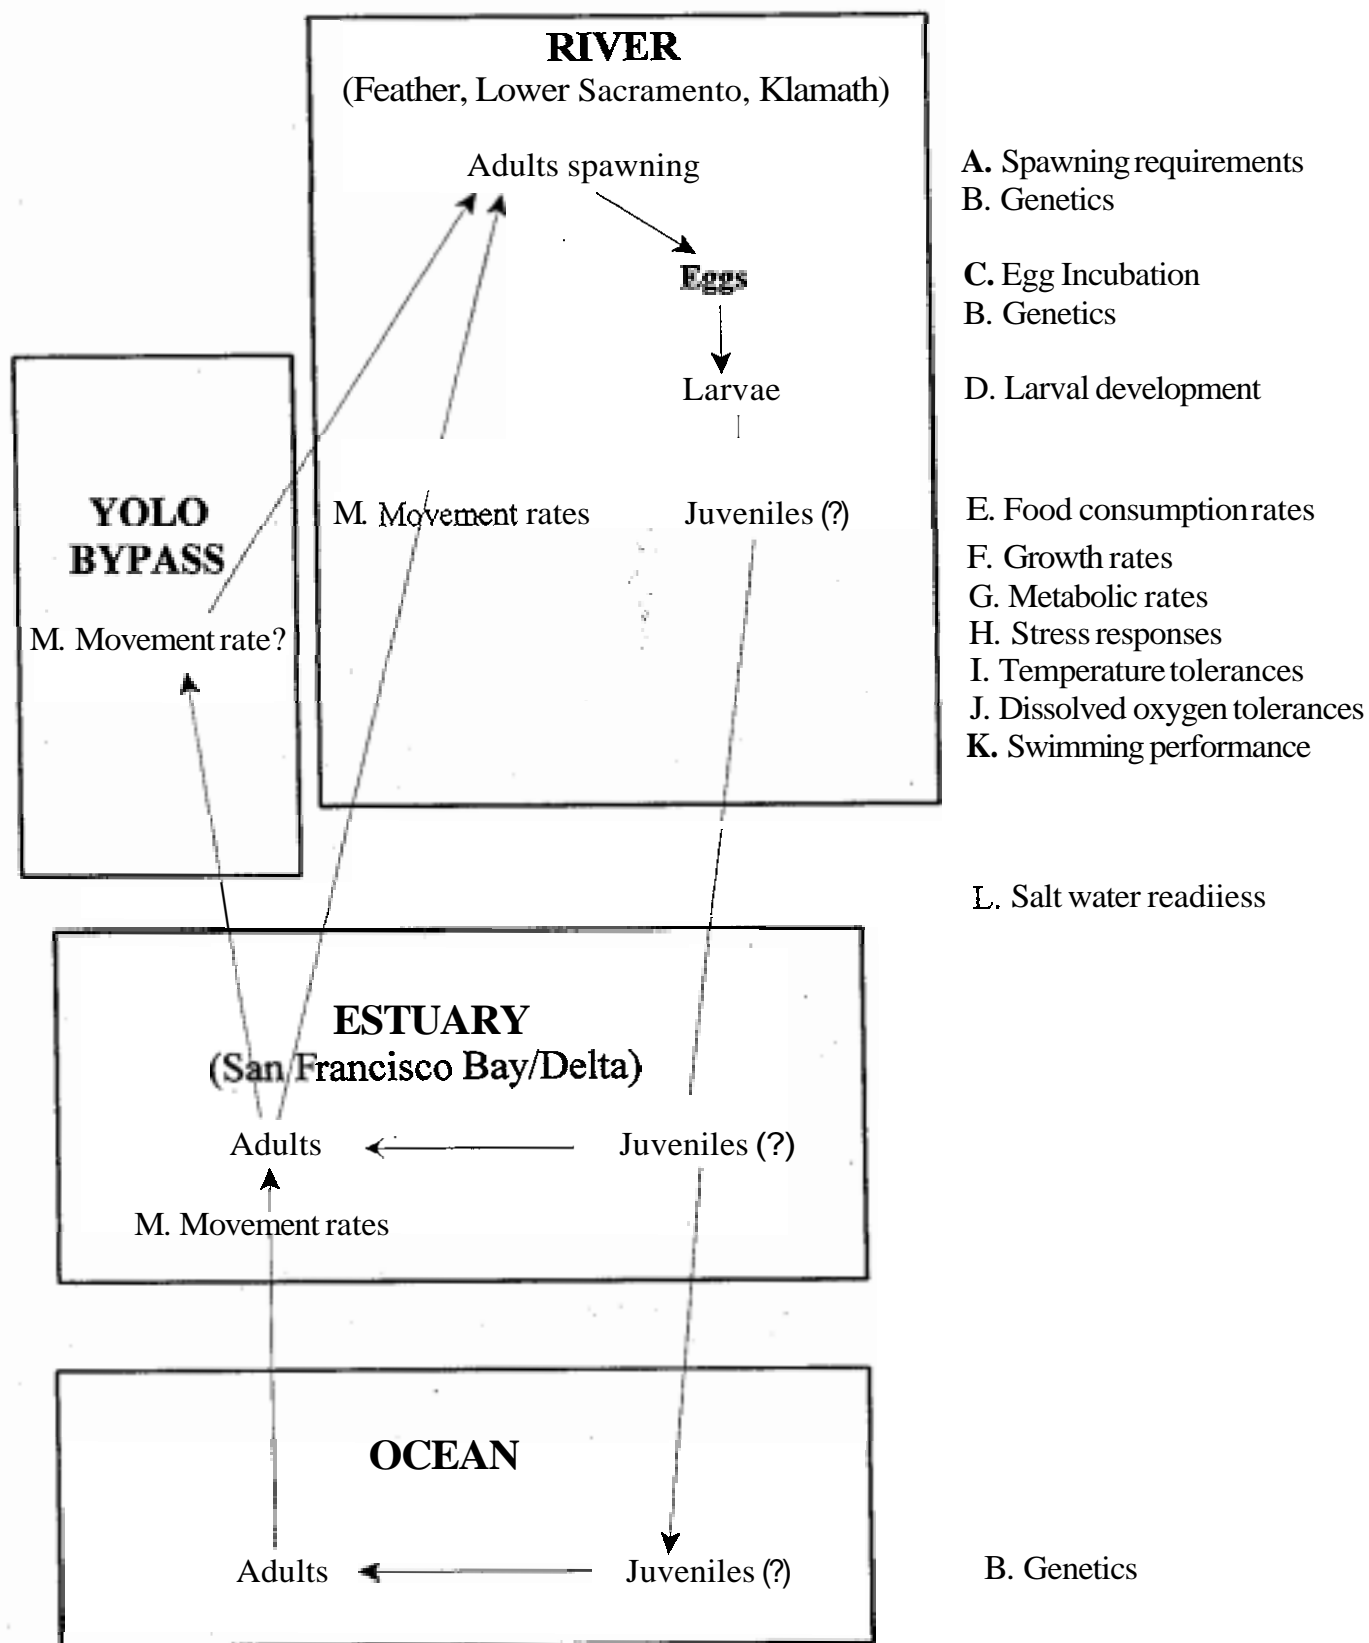 RIVER
(Feather, Lower Sacramento, Klamath)
Adults spawning
A. Spawning requirements
B. Genetics
Eggs
C. Egg Incubation
B. Genetics
Larvae
D. Larval development
YOLO
BYPASS
M. Movement rate?
M. Movement rates
Juveniles (?)
E. Food consumption rates
F. Growth rates
G. Metabolic rates
H. Stress responses
I. Temperature tolerances
J. Dissolved oxygen tolerances
K. Swimming performance
L. Salt water readiiess
ESTUARY
(San Francisco Bay/Delta)
Adults
Juveniles (?)
M. Movement rates
OCEAN
Adults
Juveniles (?)
B. Genetics